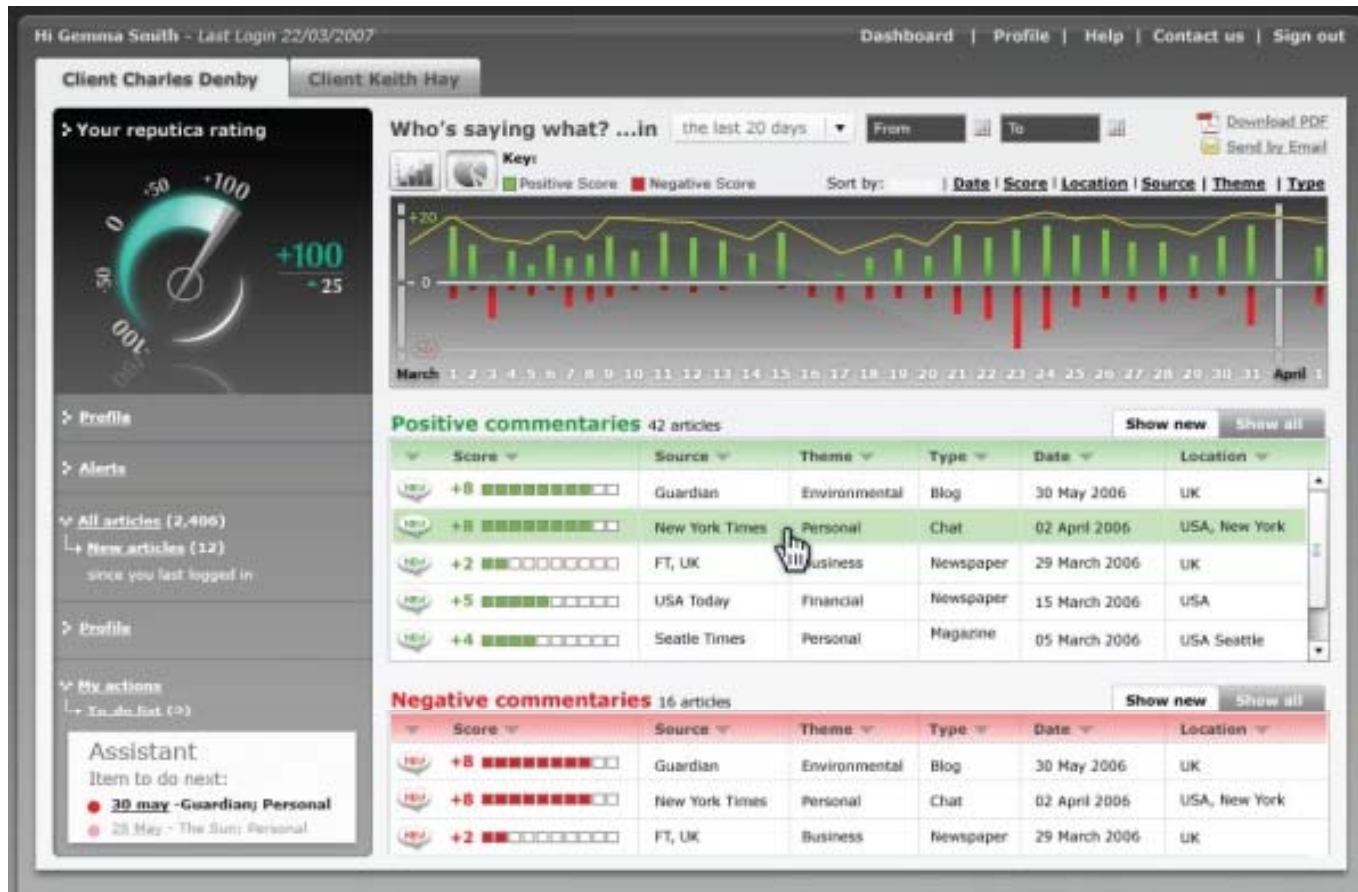 Hi Gemma Smith - Last Login 22/03/2007
Dashboard | Profile | Help | Contact us | Sign out
Client Charles Denby
Client Keith Hay
Your reputica rating
-100
-50
0
+50
+100
+100
25
Profile
Alerts
All articles (2,406)
New articles (12)
since you last logged in
Profile
My actions
To do list
Assistant
Item to do next:
30 may -Guardian; Personal
28 May - The Sun; Personal
Who's saying what? ...in the last 20 days From To
Download PDF
Send by Email
Key:
Positive Score Negative Score Sort by: | Date | Score | Location | Source | Theme | Type
+20
0
March 1 2 3 4 5 6 7 8 9 10 11 12 13 14 15 16 17 18 19 20 21 22 23 24 25 26 27 28 29 30 31 April 1
Positive commentaries 42 articles
Show new Show all
Score Source Theme Type Date Location
NEW +8 Guardian Environmental Blog 30 May 2006 UK
NEW +8 New York Times Personal Chat 02 April 2006 USA, New York
NEW +2 FT, UK Business Newspaper 29 March 2006 UK
NEW +5 USA Today Financial Newspaper 15 March 2006 USA
NEW +4 Seatle Times Personal Magazine 05 March 2006 USA Seattle
Negative commentaries 16 articles
Show new Show all
Score Source Theme Type Date Location
NEW +8 Guardian Environmental Blog 30 May 2006 UK
NEW +8 New York Times Personal Chat 02 April 2006 USA, New York
NEW +2 FT, UK Business Newspaper 29 March 2006 UK